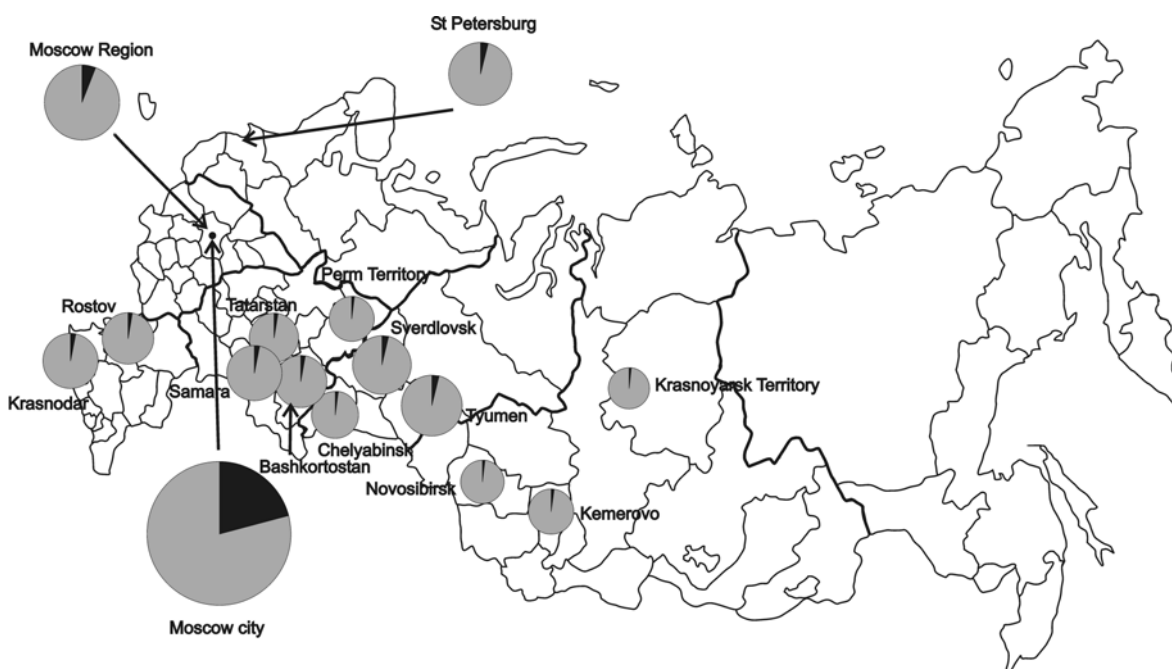 St Petersburg
Moscow Region
Perm Territory
Rostov
Tatarstan
Sverdlovsk
Krasnoyarsk Territory
Samara
Krasnodar
Tyumen
Chelyabinsk
Bashkortostan
Novosibirsk
Kemerovo
Moscow city